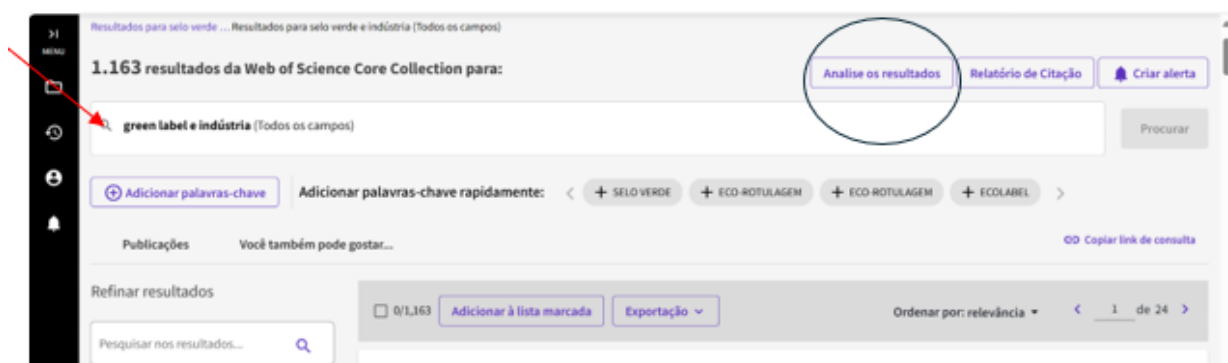 Resultados para selo verde ... Resultados para selo verde e indústria (Todos os campos)
MENU
1.163 resultados da Web of Science Core Collection para:
Analise os resultados
Relatório de Citação
Criar alerta
green label e indústria (Todos os campos)
Procurar
Adicionar palavras-chave
Adicionar palavras-chave rapidamente:
+ SELO VERDE
+ ECO-ROTULAGEM
+ ECO-ROTULAGEM
+ ECOLABEL
Publicações
Você também pode gostar...
Copiar link de consulta
Refinar resultados
0/1,163
Adicionar à lista marcada
Exportação
Ordenar por: relevância
1 de 24
Pesquisar nos resultados...